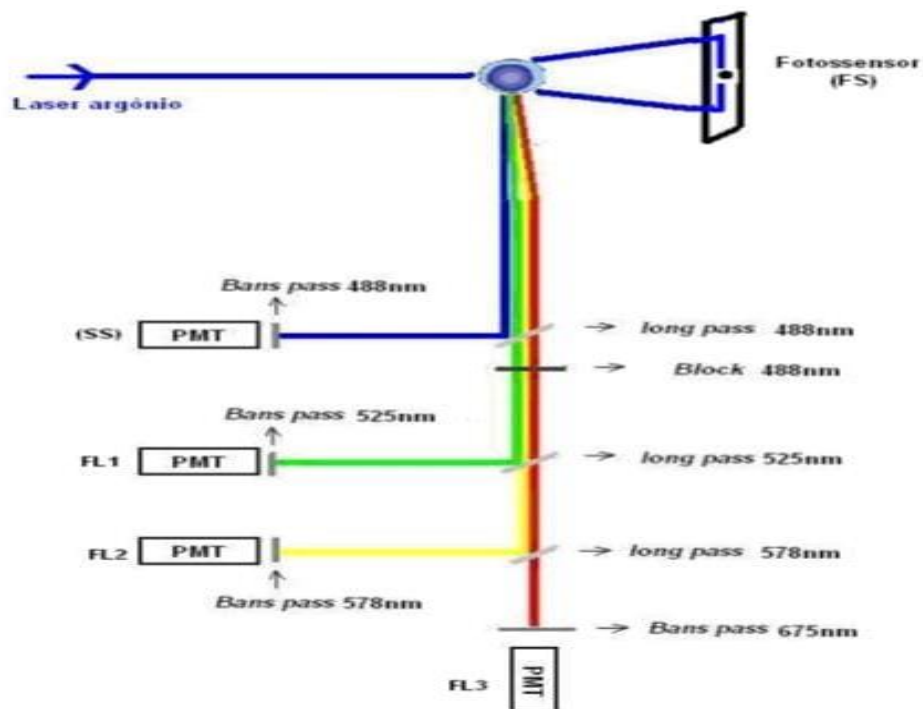 Fotossensor
(FS)
Laser argónio
Bans pass 488nm
(SS) PMT
long pass 488nm
Block 488nm
Bans pass 525nm
FL1 PMT
long pass 525nm
FL2 PMT
long pass 578nm
Bans pass 578nm
Bans pass 675nm
FL3 PMT